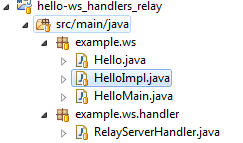 hello-ws_handlers_relay
src/main/java
example.ws
Hello.java
HelloImpl.java
HelloMain.java
example.ws.handler
RelayServerHandler.java